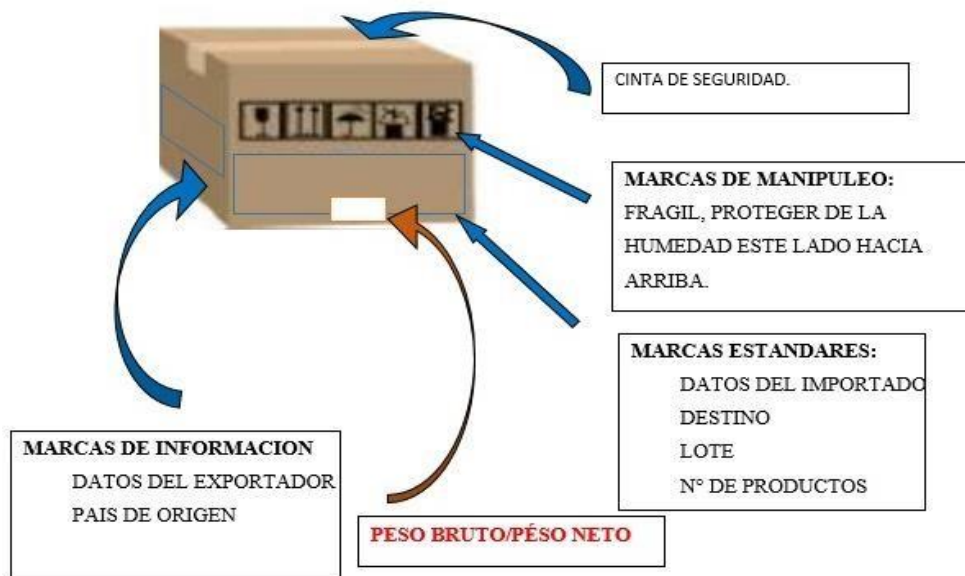 CINTA DE SEGURIDAD.
MARCAS DE MANIPULEO:
FRAGIL, PROTEGER DE LA
HUMEDAD ESTE LADO HACIA
ARRIBA.
MARCAS ESTANDARES:
DATOS DEL IMPORTADO
DESTINO
LOTE
N° DE PRODUCTOS
MARCAS DE INFORMACION
DATOS DEL EXPORTADOR
PAIS DE ORIGEN
PESO BRUTO/PÉSO NETO